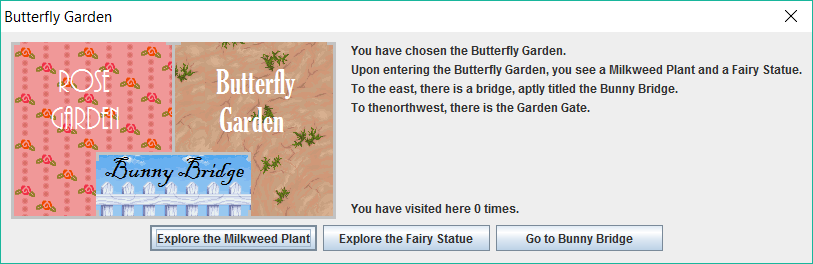 Butterfly Garden
ROSE
GARDEN
Butterfly
Garden
Bunny Bridge
You have chosen the Butterfly Garden.
Upon entering the Butterfly Garden, you see a Milkweed Plant and a Fairy Statue.
To the east, there is a bridge, aptly titled the Bunny Bridge.
To thenorthwest, there is the Garden Gate.
You have visited here 0 times.
Explore the Milkweed Plant
Explore the Fairy Statue
Go to Bunny Bridge